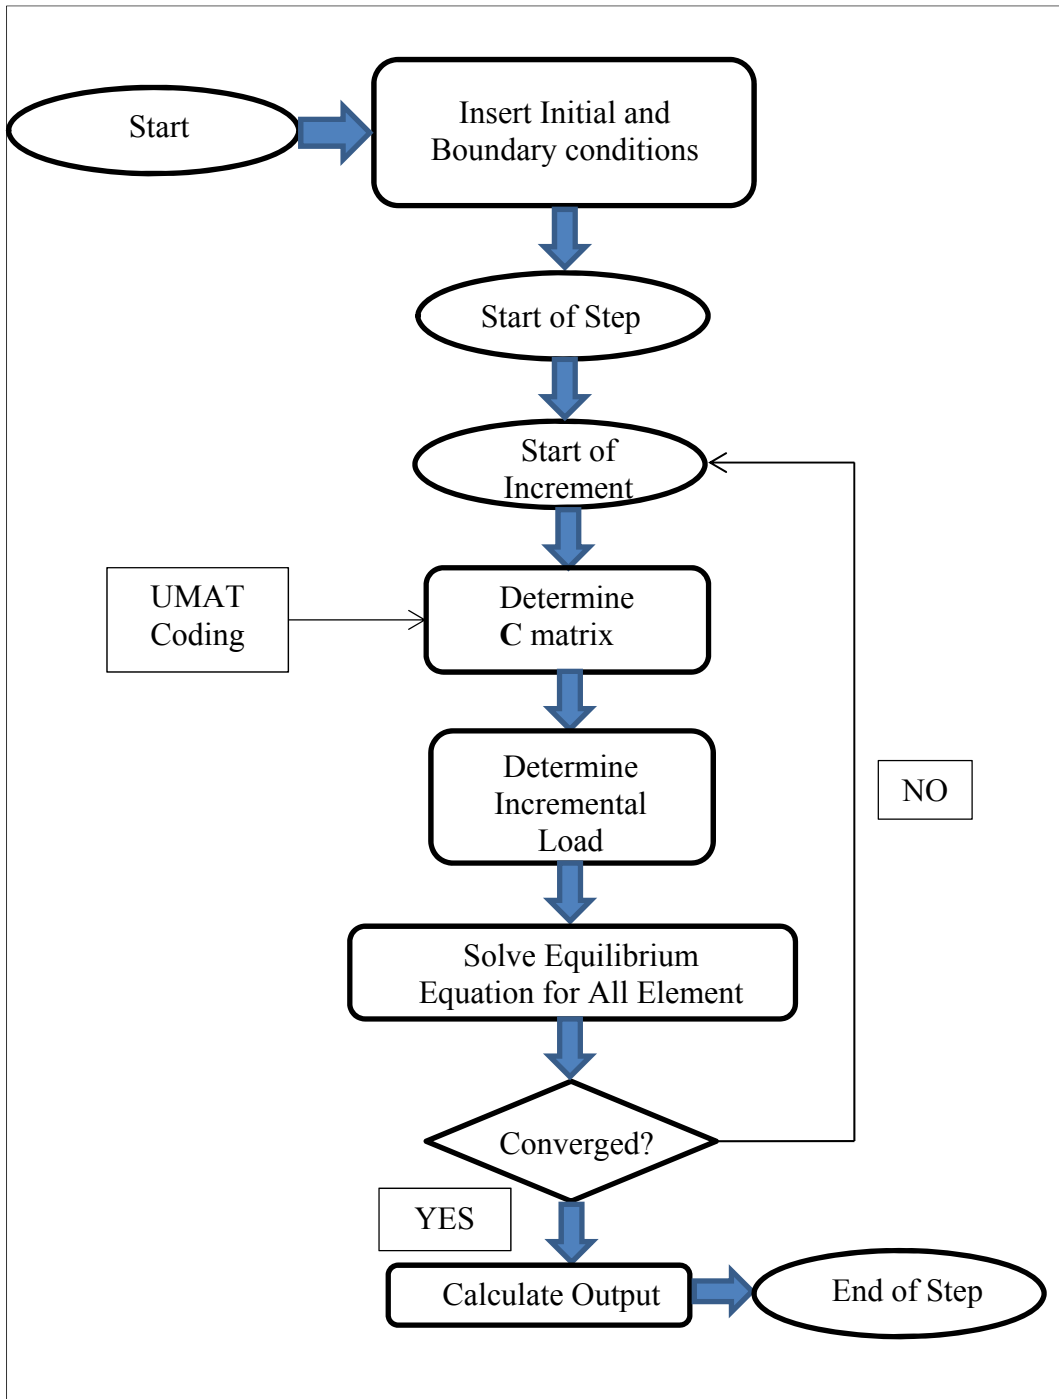 Start
Insert Initial and
Boundary conditions
Start of Step
Start of
Increment
UMAT
Coding
Determine
C matrix
Determine
Incremental
Load
NO
Solve Equilibrium
Equation for All Element
Converged?
YES
Calculate Output
End of Step